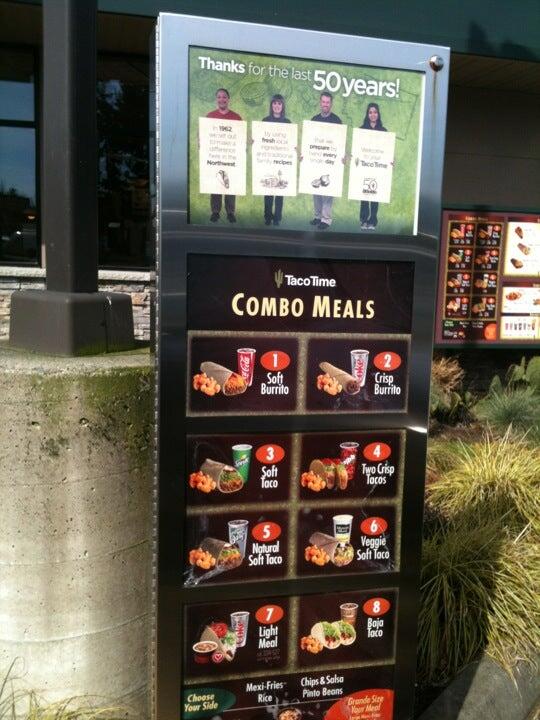 Thanks for the last 50 years!
In 1962
we set out
to make a
difference
here in the
Northwest
by using
fresh local
ingredients
and traditional
family recipes
that we
prepare by
hand every
single day
Welcome
to your
Taco Time
50
TacoTime
COMBO MEALS
1
Soft
Burrito
2
Crisp
Burrito
3
Soft
Taco
4
Two Crisp
Tacos
5
Natural
Soft Taco
6
Veggie
Soft Taco
7
Light
Meal
8
Baja
Taco
Choose
Your Side
Mexi-Fries
Rice
Chips & Salsa
Pinto Beans
Grande Size
Your Meal